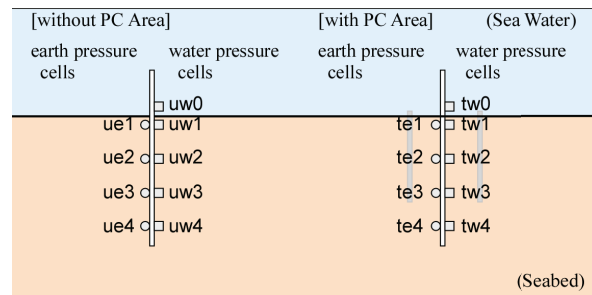 [without PC Area] [with PC Area] (Sea Water)
earth pressure cells water pressure cells earth pressure cells water pressure cells
uw0 tw0
ue1 uw1 te1 tw1
ue2 uw2 te2 tw2
ue3 uw3 te3 tw3
ue4 uw4 te4 tw4
(Seabed)